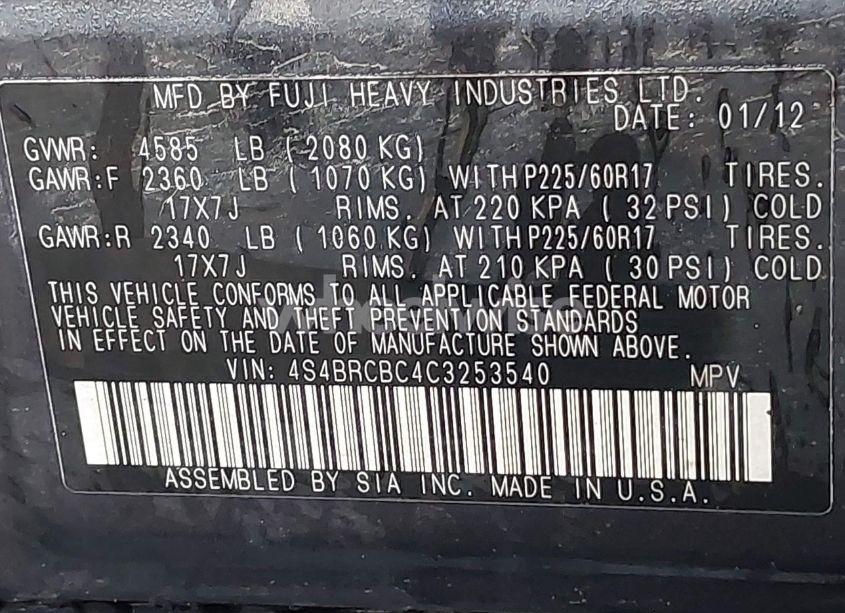 MFD BY FUJI HEAVY INDUSTRIES LTD.
DATE: 01/12
GVWR: 4585 LB ( 2080 KG)
GAWR:F 2360 LB ( 1070 KG) WITH P225/60R17 TIRES.
17X7J RIMS. AT 220 KPA ( 32 PSI) COLD
GAWR:R 2340 LB ( 1060 KG) WITH P225/60R17 TIRES.
17X7J RIMS. AT 210 KPA ( 30 PSI) COLD
THIS VEHICLE CONFORMS TO ALL APPLICABLE FEDERAL MOTOR
VEHICLE SAFETY AND THEFT PREVENTION STANDARDS
IN EFFECT ON THE DATE OF MANUFACTURE SHOWN ABOVE.
VIN: 4S4BRCBC4C3253540 MPV
ASSEMBLED BY SIA INC. MADE IN U.S.A.